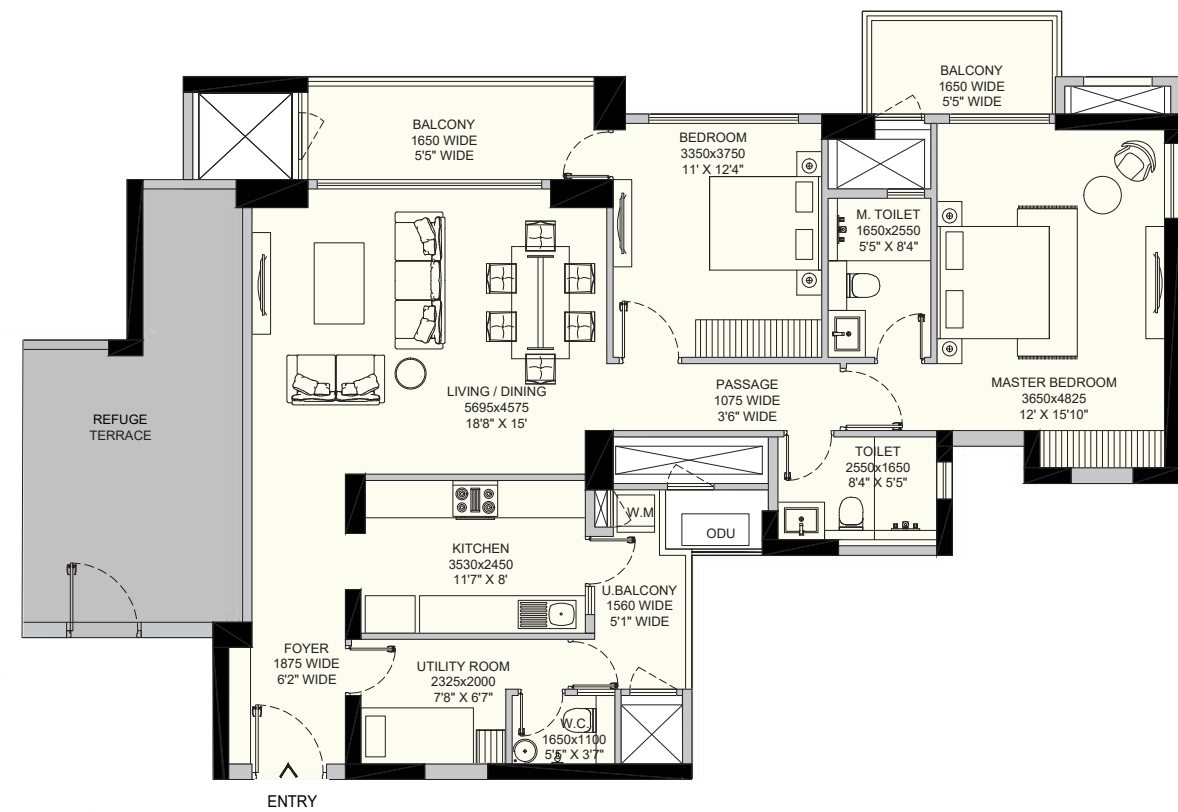 BALCONY
1650 WIDE
5'5" WIDE
BALCONY
1650 WIDE
5'5" WIDE
BEDROOM
3350x3750
11' X 12'4"
M. TOILET
1650x2550
5'5" X 8'4"
LIVING / DINING
5695x4575
18'8" X 15'
PASSAGE
1075 WIDE
3'6" WIDE
MASTER BEDROOM
3650x4825
12' X 15'10"
REFUGE
TERRACE
TOILET
2550x1650
8'4" X 5'5"
W.M
ODU
KITCHEN
3530x2450
11'7" X 8'
U.BALCONY
1560 WIDE
5'1" WIDE
FOYER
1875 WIDE
6'2" WIDE
UTILITY ROOM
2325x2000
7'8" X 6'7"
W.C.
1650x1100
5'5" X 3'7"
ENTRY